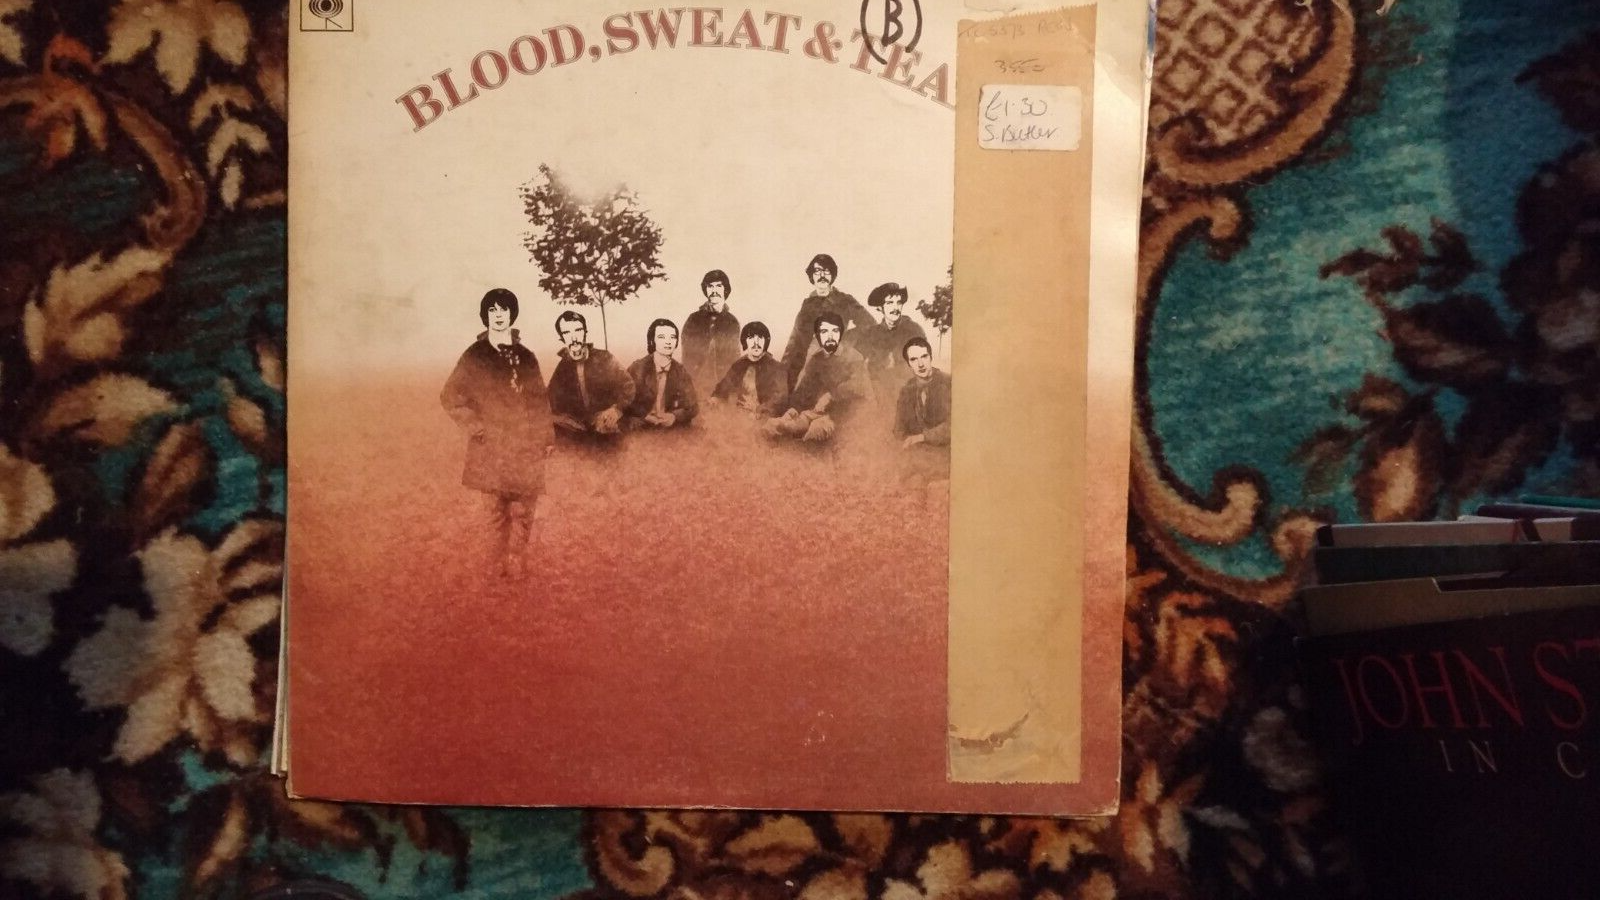 BLOOD, SWEAT & TEA
(B)
£1.30
S. Butler
JOHN ST
IN C